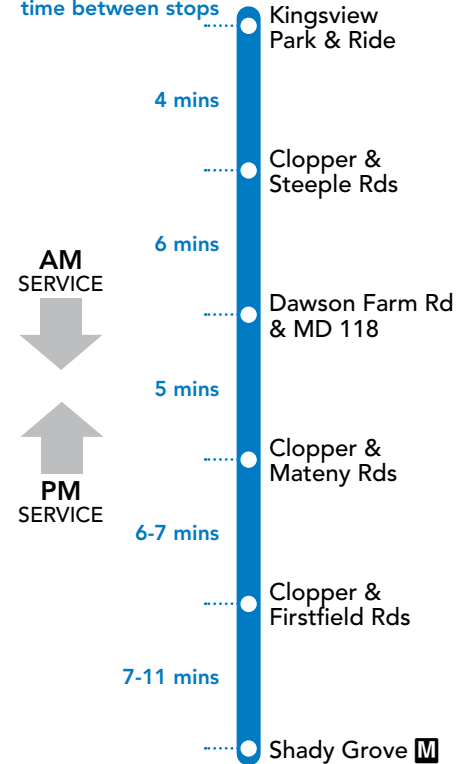 time between stops
Kingsview
Park & Ride
4 mins
Clopper &
Steeple Rds
6 mins
AM
SERVICE
Dawson Farm Rd
& MD 118
5 mins
Clopper &
Mateny Rds
PM
SERVICE
6-7 mins
Clopper &
Firstfield Rds
7-11 mins
Shady Grove M